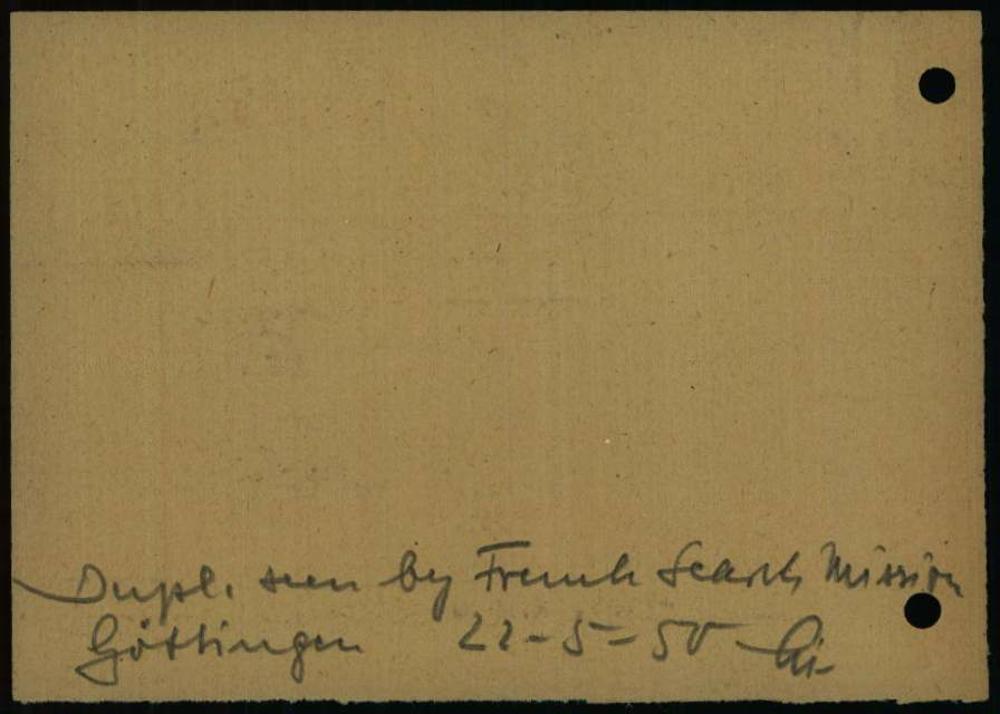 Dupl. seen by French Search Mission
Göttingen 22-5-50